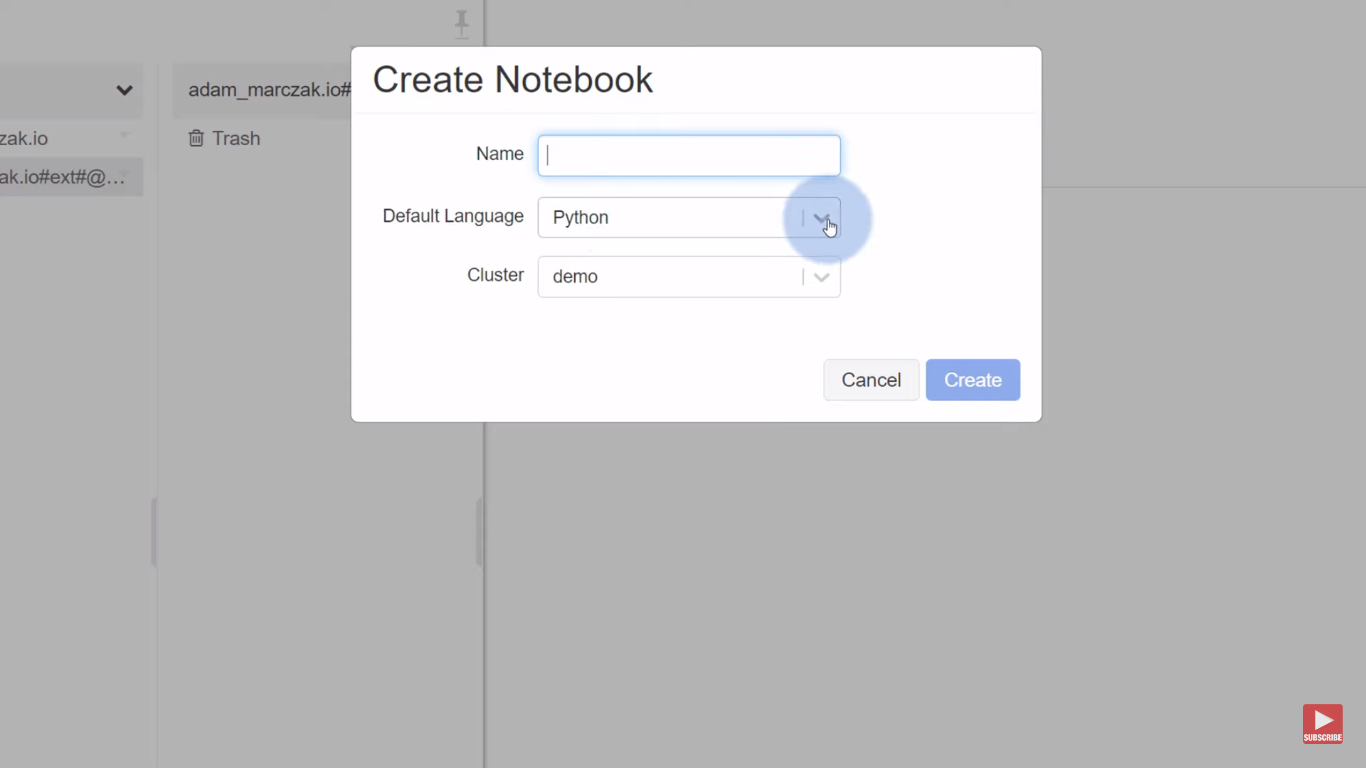 Create Notebook
adam_marczak.io#
Name
zak.io
Trash
ak.io#ext#@...
Default Language
Python
Cluster
demo
Cancel
Create
SUBSCRIBE